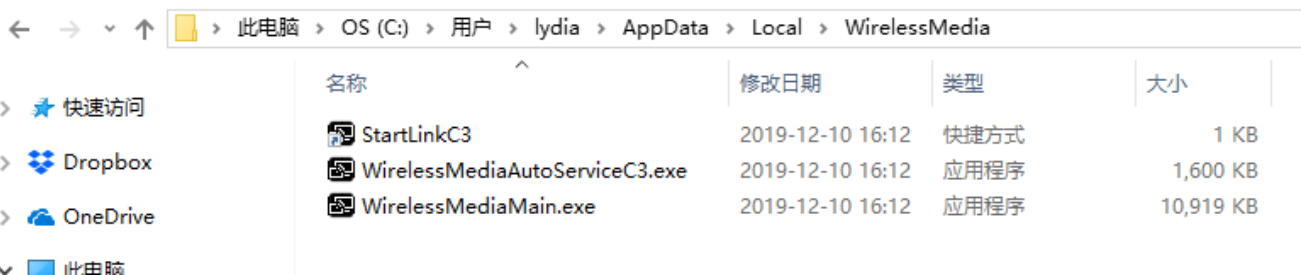 此电脑 > OS (C:) > 用户 > lydia > AppData > Local > WirelessMedia
快速访问
Dropbox
OneDrive
此电脑
名称 修改日期 类型 大小
StartLinkC3 2019-12-10 16:12 快捷方式 1 KB
WirelessMediaAutoServiceC3.exe 2019-12-10 16:12 应用程序 1,600 KB
WirelessMediaMain.exe 2019-12-10 16:12 应用程序 10,919 KB